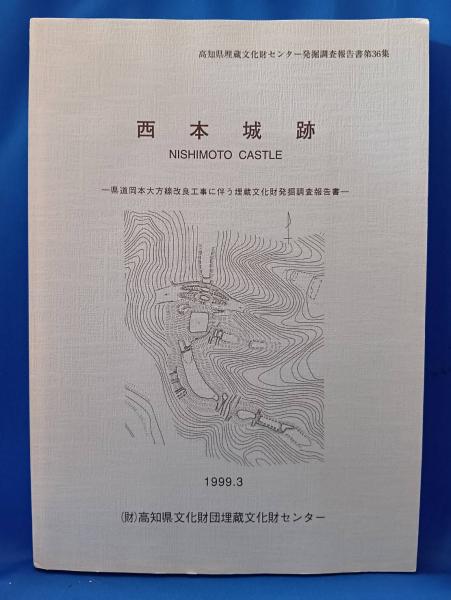 高知県埋蔵文化財センター発掘調査報告書第36集
西本城跡
NISHIMOTO CASTLE
―県道岡本大方線改良工事に伴う埋蔵文化財発掘調査報告書―
1999.3
(財)高知県文化財団埋蔵文化財センター